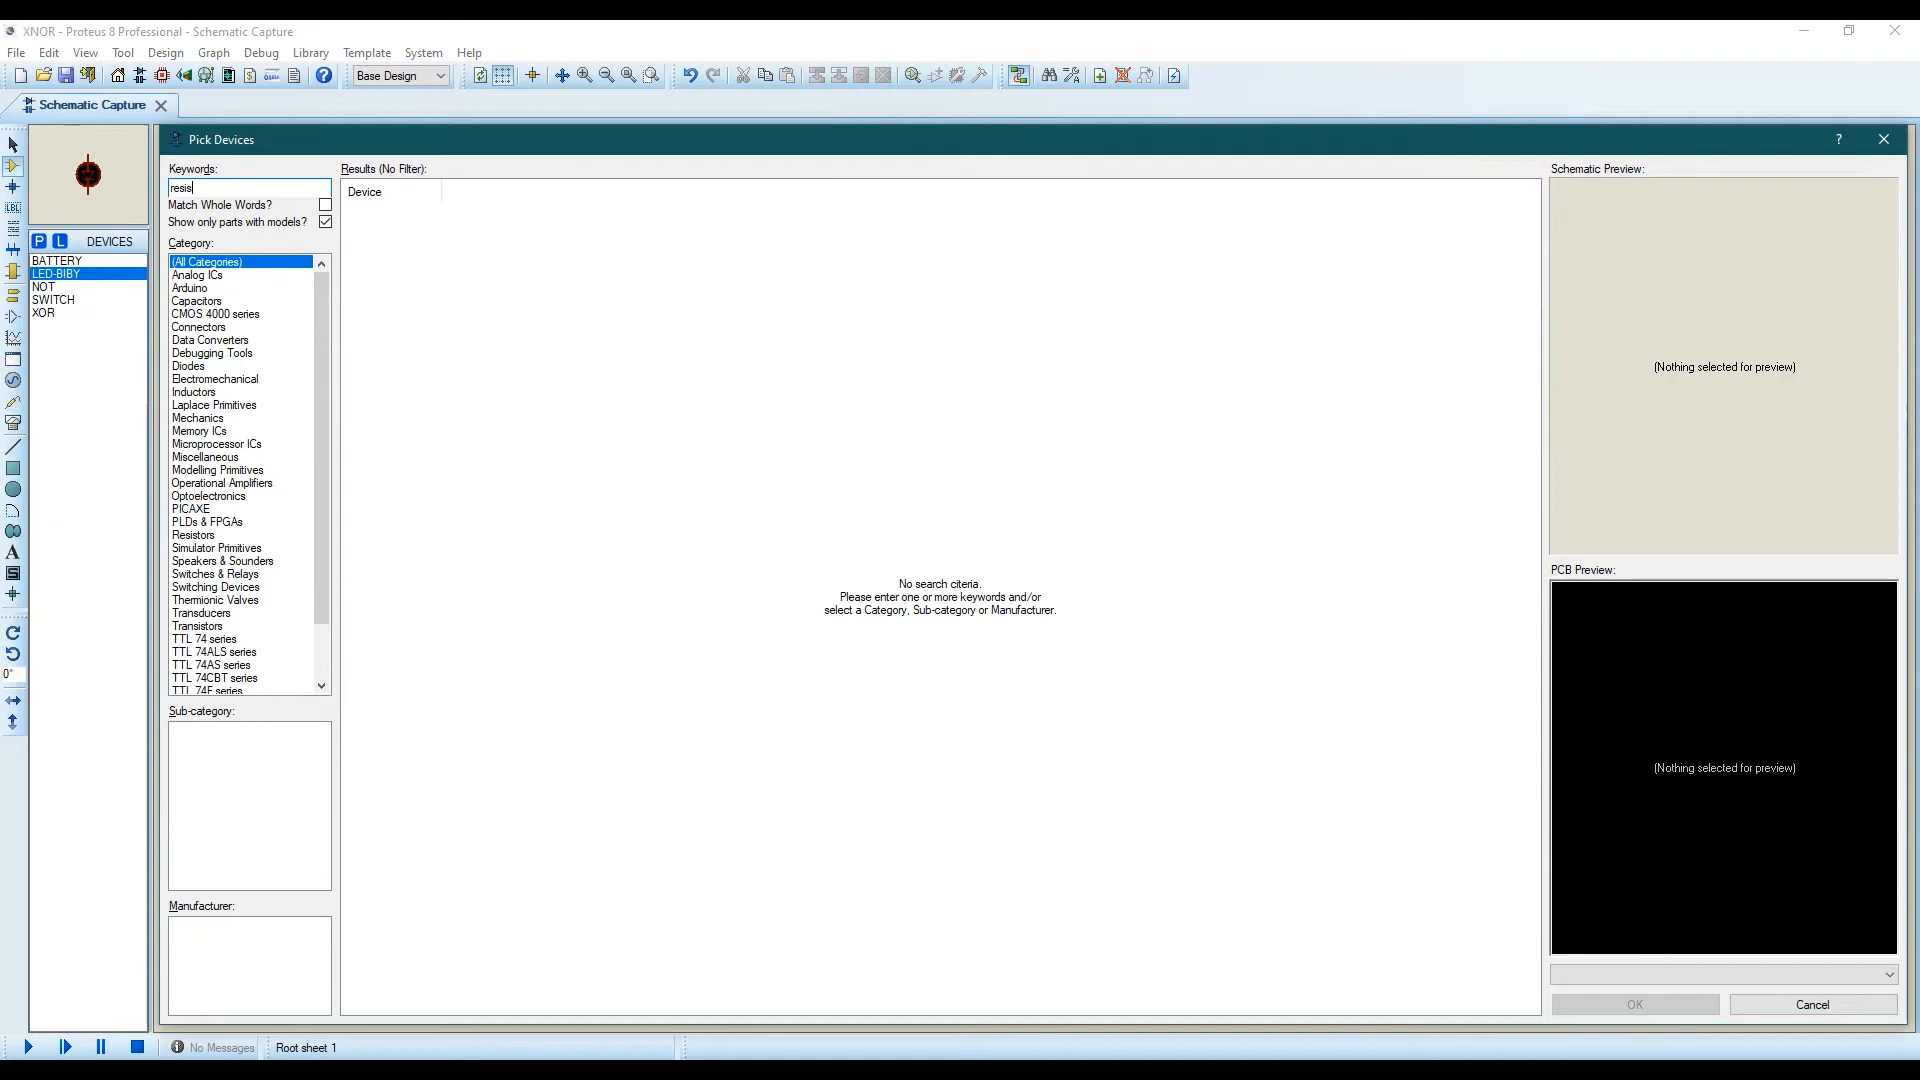 XNOR - Proteus 8 Professional - Schematic Capture
File Edit View Tool Design Graph Debug Library Template System Help
Base Design
Schematic Capture
Pick Devices
?
Keywords:
resis
Match Whole Words?
Show only parts with models?
Category:
(All Categories)
Analog ICs
Arduino
Capacitors
CMOS 4000 series
Connectors
Data Converters
Debugging Tools
Diodes
Electromechanical
Inductors
Laplace Primitives
Mechanics
Memory ICs
Microprocessor ICs
Miscellaneous
Modelling Primitives
Operational Amplifiers
Optoelectronics
PICAXE
PLDs & FPGAs
Resistors
Simulator Primitives
Speakers & Sounders
Switches & Relays
Switching Devices
Thermionic Valves
Transducers
Transistors
TTL 74 series
TTL 74ALS series
TTL 74AS series
TTL 74CBT series
TTL 74F series
Sub-category:
Manufacturer:
Results (No Filter):
Device
No search citeria.
Please enter one or more keywords and/or
select a Category, Sub-category or Manufacturer.
Schematic Preview:
(Nothing selected for preview)
PCB Preview:
(Nothing selected for preview)
OK Cancel
P L DEVICES
BATTERY
LED-BIBY
NOT
SWITCH
XOR
LBL
A
S
0°
No Messages
Root sheet 1